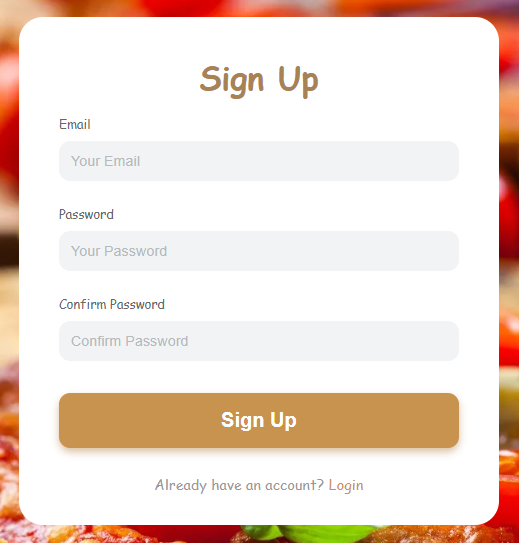 Sign Up
Email
Your Email
Password
Your Password
Confirm Password
Confirm Password
Sign Up
Already have an account? Login